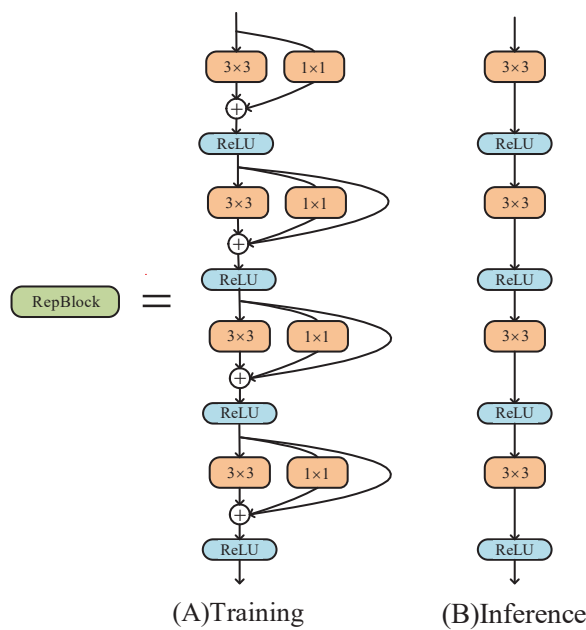 3×3 1×1 3×3
+
ReLU ReLU
3×3 1×1 3×3
+
RepBlock = ReLU ReLU
3×3 1×1 3×3
+
ReLU ReLU
3×3 1×1 3×3
+
ReLU ReLU
(A)Training (B)Inference